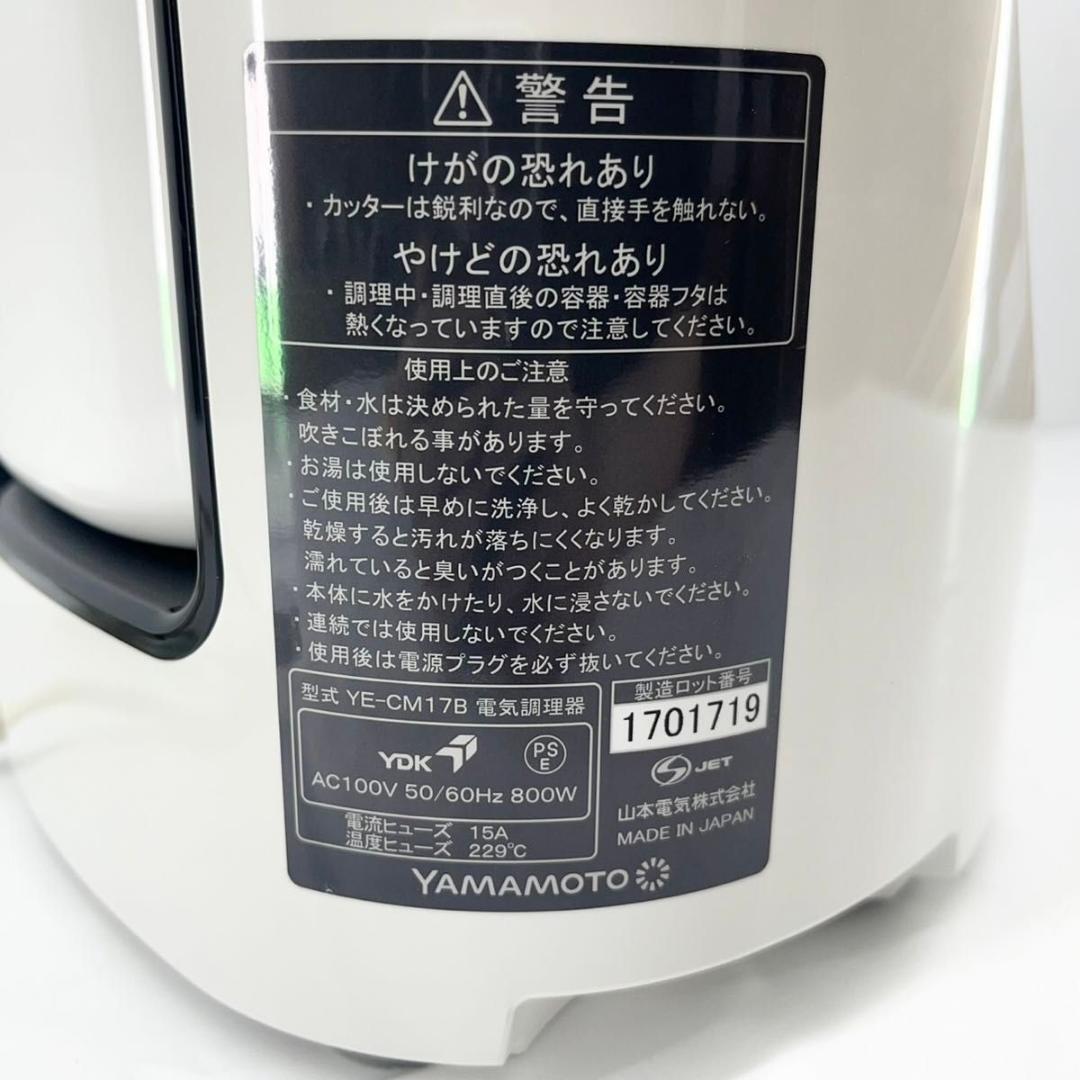 警告
けがの恐れあり
・カッターは鋭利なので、直接手を触れない。
やけどの恐れあり
・調理中・調理直後の容器・容器フタは
熱くなっていますので注意してください。
使用上のご注意
・食材・水は決められた量を守ってください。
吹きこぼれる事があります。
・お湯は使用しないでください。
・ご使用後は早めに洗浄し、よく乾かしてください。
乾燥すると汚れが落ちにくくなります。
濡れていると臭いがつくことがあります。
・本体に水をかけたり、水に浸さないでください。
・連続では使用しないでください。
・使用後は電源プラグを必ず抜いてください。
型式 YE-CM17B 電気調理器
YDK
PS
E
AC100V 50/60Hz 800W
電流ヒューズ 15A
温度ヒューズ 229℃
製造ロット番号
1701719
S JET
山本電気株式会社
MADE IN JAPAN
YAMAMOTO